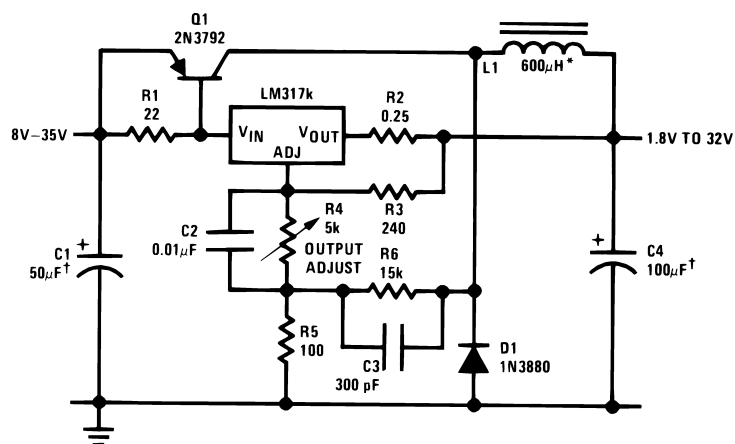 Q1
2N3792
L1
600μH*
R1
22
LM317k
R2
0.25
8V–35V
VIN
VOUT
ADJ
1.8V TO 32V
R4
5k
R3
240
C2
0.01μF
OUTPUT
ADJUST
R6
15k
C1
+
50μF†
+
C4
100μF†
R5
100
C3
300 pF
D1
1N3880